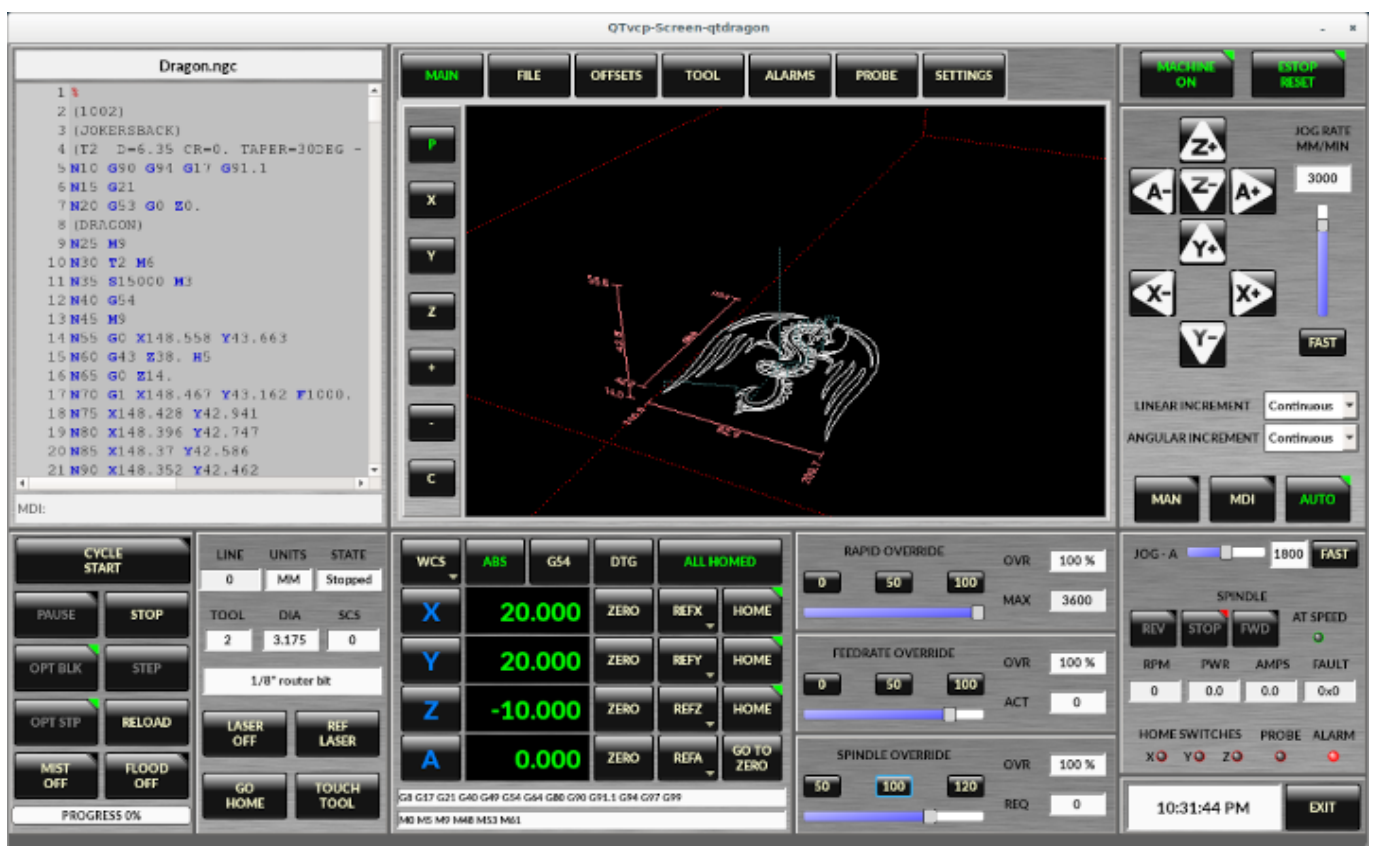 QTvcp-Screen-qtdragon
Dragon.ngc
1 %
2 (1002)
3 (JOKERSBACK)
4 (T2 D=6.35 CR=0. TAPER=30DEG -
5 N10 G90 G94 G17 G91.1
6 N15 G21
7 N20 G53 G0 Z0.
8 (DRAGON)
9 N25 M9
10 N30 T2 M6
11 N35 S15000 M3
12 N40 G54
13 N45 M9
14 N55 G0 X148.558 Y43.663
15 N60 G43 Z38. H5
16 N65 G0 Z14.
17 N70 G1 X148.467 Y43.162 F1000.
18 N75 X148.428 Y42.941
19 N80 X148.396 Y42.747
20 N85 X148.37 Y42.586
21 N90 X148.352 Y42.462
MDI:
MAIN FILE OFFSETS TOOL ALARMS PROBE SETTINGS
P
X
Y
Z
+
-
C
MACHINE ON
ESTOP RESET
JOG RATE
MM/MIN
3000
Z+
A- Z- A+
Y+
X- X+
Y-
FAST
LINEAR INCREMENT Continuous
ANGULAR INCREMENT Continuous
MAN MDI AUTO
CYCLE
START
PAUSE STOP
OPT BLK STEP
OPT STP RELOAD
MIST OFF
FLOOD OFF
PROGRESS 0%
LINE UNITS STATE
0 MM Stopped
TOOL DIA SCS
2 3.175 0
1/8" router bit
LASER OFF
REF LASER
GO HOME
TOUCH TOOL
WCS ABS G54 DTG ALL HOMED
X 20.000 ZERO REFX HOME
Y 20.000 ZERO REFY HOME
Z -10.000 ZERO REFZ HOME
A 0.000 ZERO REFA GO TO ZERO
G8 G17 G21 G40 G49 G54 G64 G80 G90 G91.1 G94 G97 G99
M0 M5 M9 M48 M53 M61
RAPID OVERRIDE OVR 100 %
0 50 100
MAX 3600
FEEDRATE OVERRIDE OVR 100 %
0 50 100
ACT 0
SPINDLE OVERRIDE OVR 100 %
50 100 120
REQ 0
JOG - A 1800 FAST
SPINDLE
REV STOP FWD AT SPEED
RPM PWR AMPS FAULT
0 0.0 0.0 0x0
HOME SWITCHES PROBE ALARM
X Y Z
10:31:44 PM EXIT